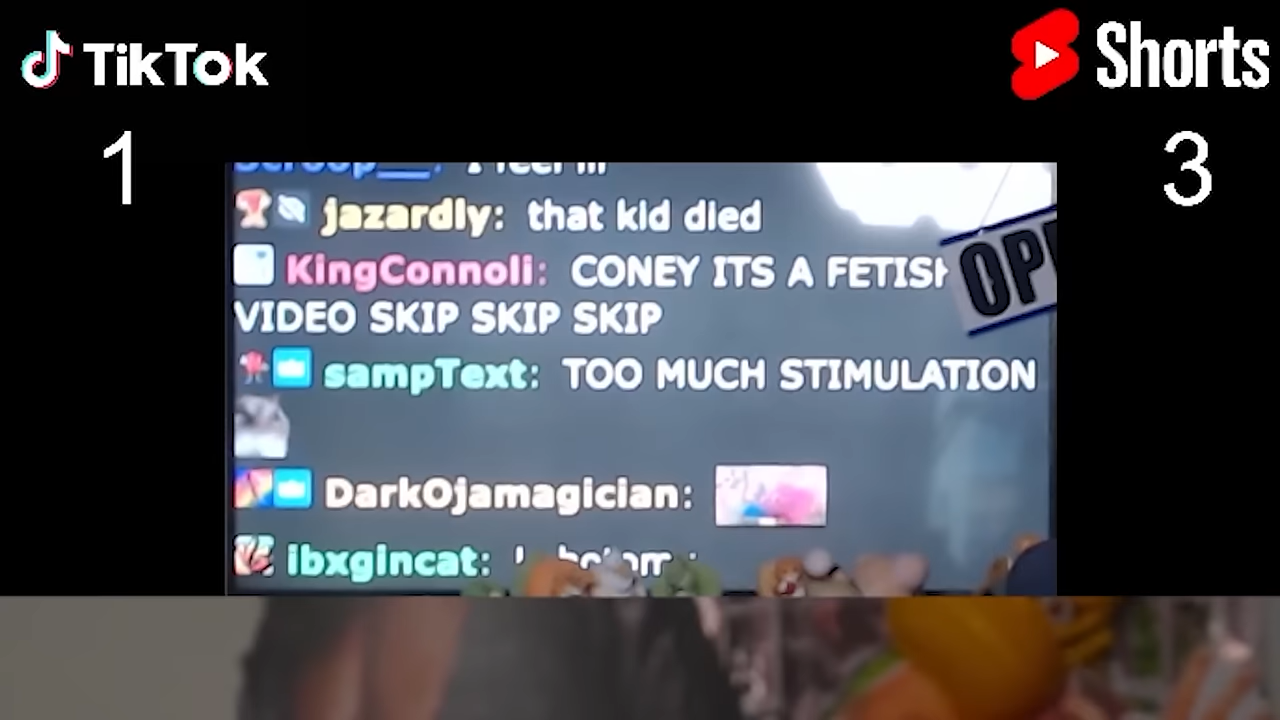 TikTok
Shorts
1
3
jazardly: that kid died
KingConnoli: CONEY ITS A FETISH
VIDEO SKIP SKIP SKIP
OPE
sampText: TOO MUCH STIMULATION
DarkOjamagician:
ibxgincat: